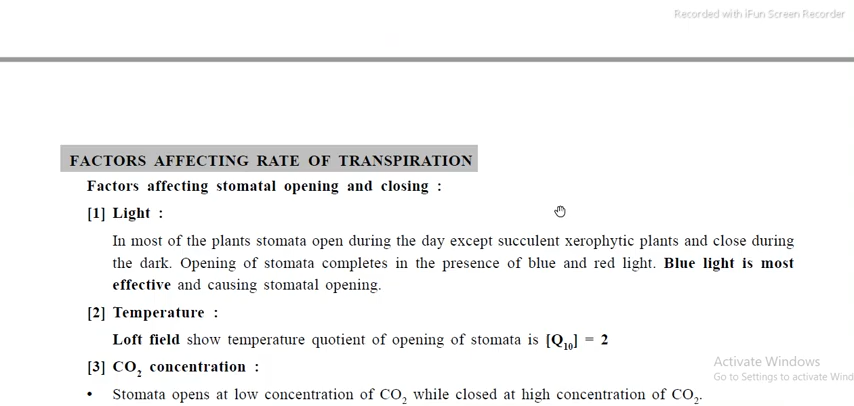 Recorded with iFun Screen Recorder
FACTORS AFFECTING RATE OF TRANSPIRATION
Factors affecting stomatal opening and closing :
[1] Light :
In most of the plants stomata open during the day except succulent xerophytic plants and close during
the dark. Opening of stomata completes in the presence of blue and red light. Blue light is most
effective and causing stomatal opening.
[2] Temperature :
Loft field show temperature quotient of opening of stomata is [Q₁₀] = 2
[3] CO₂ concentration :
• Stomata opens at low concentration of CO₂ while closed at high concentration of CO₂.
Activate Windows
Go to Settings to activate Wind